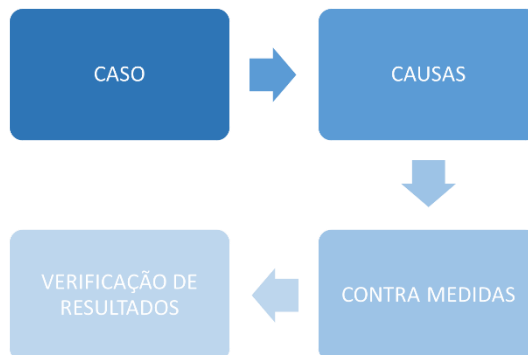 CASO
CAUSAS
CONTRA MEDIDAS
VERIFICAÇÃO DE
RESULTADOS